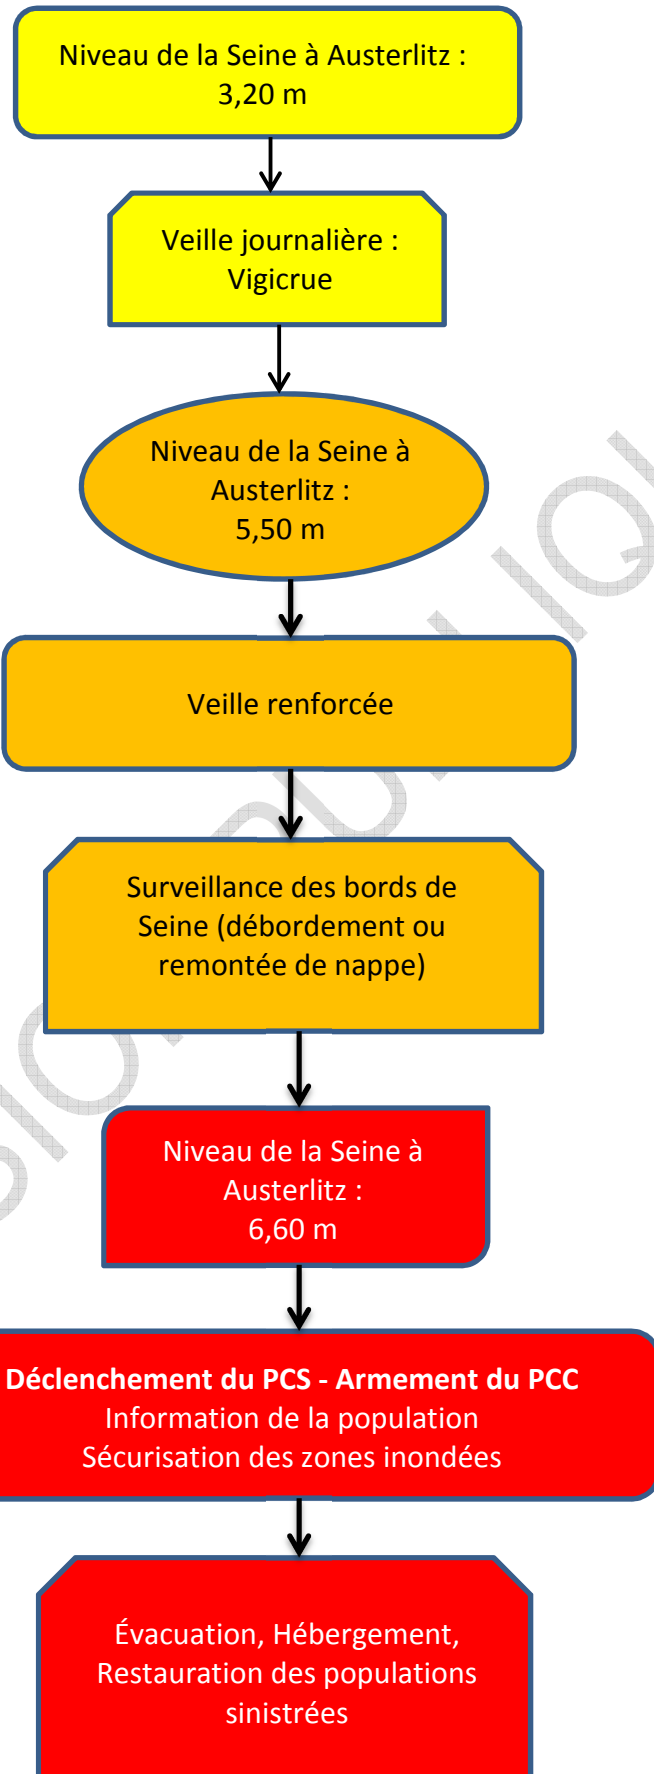 Niveau de la Seine à Austerlitz :
3,20 m
Veille journalière :
Vigicrue
Niveau de la Seine à
Austerlitz :
5,50 m
Veille renforcée
Surveillance des bords de
Seine (débordement ou
remontée de nappe)
Niveau de la Seine à
Austerlitz :
6,60 m
Déclenchement du PCS - Armement du PCC
Information de la population
Sécurisation des zones inondées
Évacuation, Hébergement,
Restauration des populations
sinistrées